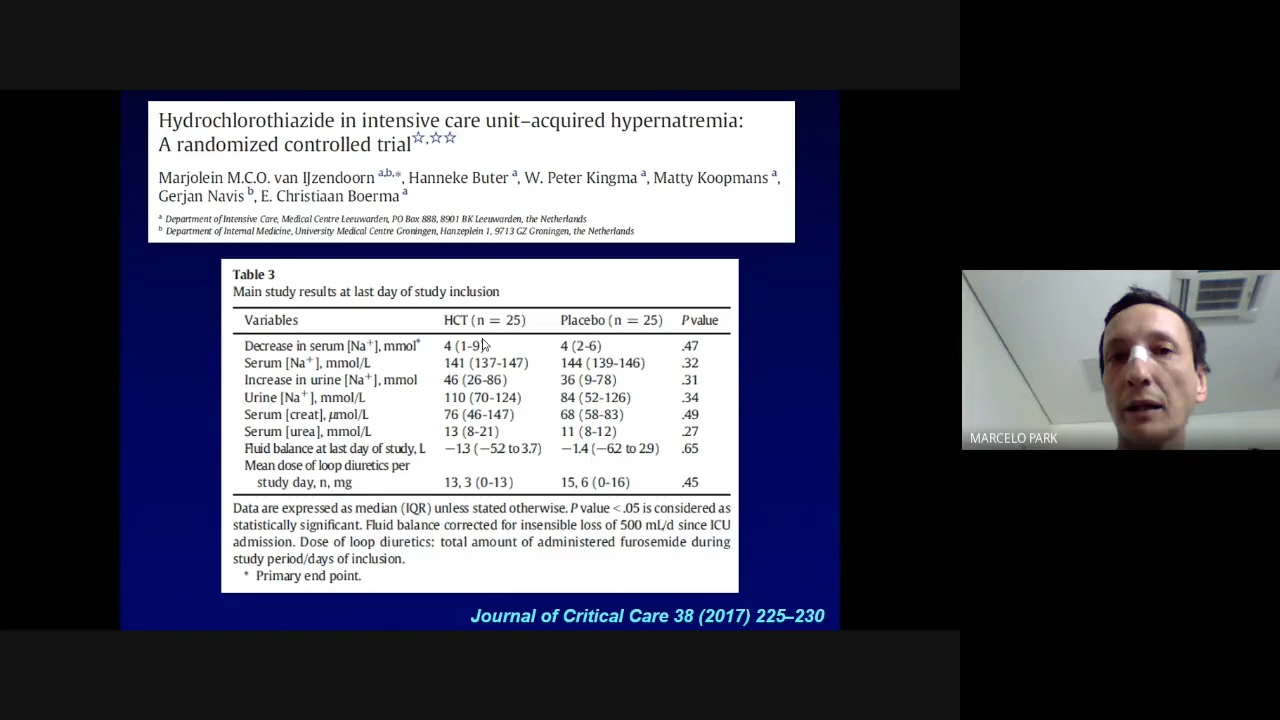 Hydrochlorothiazide in intensive care unit–acquired hypernatremia:
A randomized controlled trial☆,☆☆
Marjolein M.C.O. van IJzendoorn a,b,*, Hanneke Buter a, W. Peter Kingma a, Matty Koopmans a,
Gerjan Navis b, E. Christiaan Boerma a
a Department of Intensive Care, Medical Centre Leeuwarden, PO Box 888, 8901 BK Leeuwarden, the Netherlands
b Department of Internal Medicine, University Medical Centre Groningen, Hanzeplein 1, 9713 GZ Groningen, the Netherlands
Table 3
Main study results at last day of study inclusion
Variables HCT (n = 25) Placebo (n = 25) P value
Decrease in serum [Na+], mmol* 4 (1-9) 4 (2-6) .47
Serum [Na+], mmol/L 141 (137-147) 144 (139-146) .32
Increase in urine [Na+], mmol 46 (26-86) 36 (9-78) .31
Urine [Na+], mmol/L 110 (70-124) 84 (52-126) .34
Serum [creat], μmol/L 76 (46-147) 68 (58-83) .49
Serum [urea], mmol/L 13 (8-21) 11 (8-12) .27
Fluid balance at last day of study, L −1.3 (−5.2 to 3.7) −1.4 (−6.2 to 2.9) .65
Mean dose of loop diuretics per
study day, n, mg 13, 3 (0-13) 15, 6 (0-16) .45
Data are expressed as median (IQR) unless stated otherwise. P value < .05 is considered as
statistically significant. Fluid balance corrected for insensible loss of 500 mL/d since ICU
admission. Dose of loop diuretics: total amount of administered furosemide during
study period/days of inclusion.
* Primary end point.
Journal of Critical Care 38 (2017) 225–230
MARCELO PARK